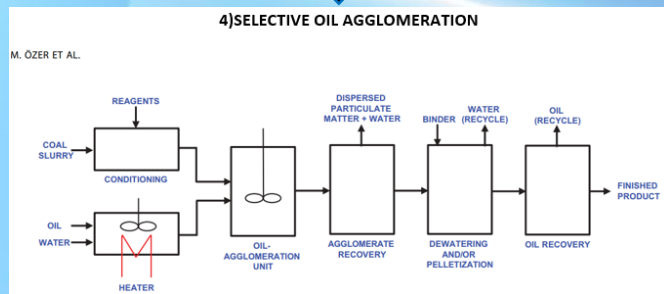 4)SELECTIVE OIL AGGLOMERATION
M. ÖZER ET AL.
REAGENTS
COAL
SLURRY
CONDITIONING
OIL
WATER
HEATER
OIL-
AGGLOMERATION
UNIT
DISPERSED
PARTICULATE
MATTER + WATER
AGGLOMERATE
RECOVERY
BINDER
WATER
(RECYCLE)
DEWATERING
AND/OR
PELLETIZATION
OIL
(RECYCLE)
OIL RECOVERY
FINISHED
PRODUCT